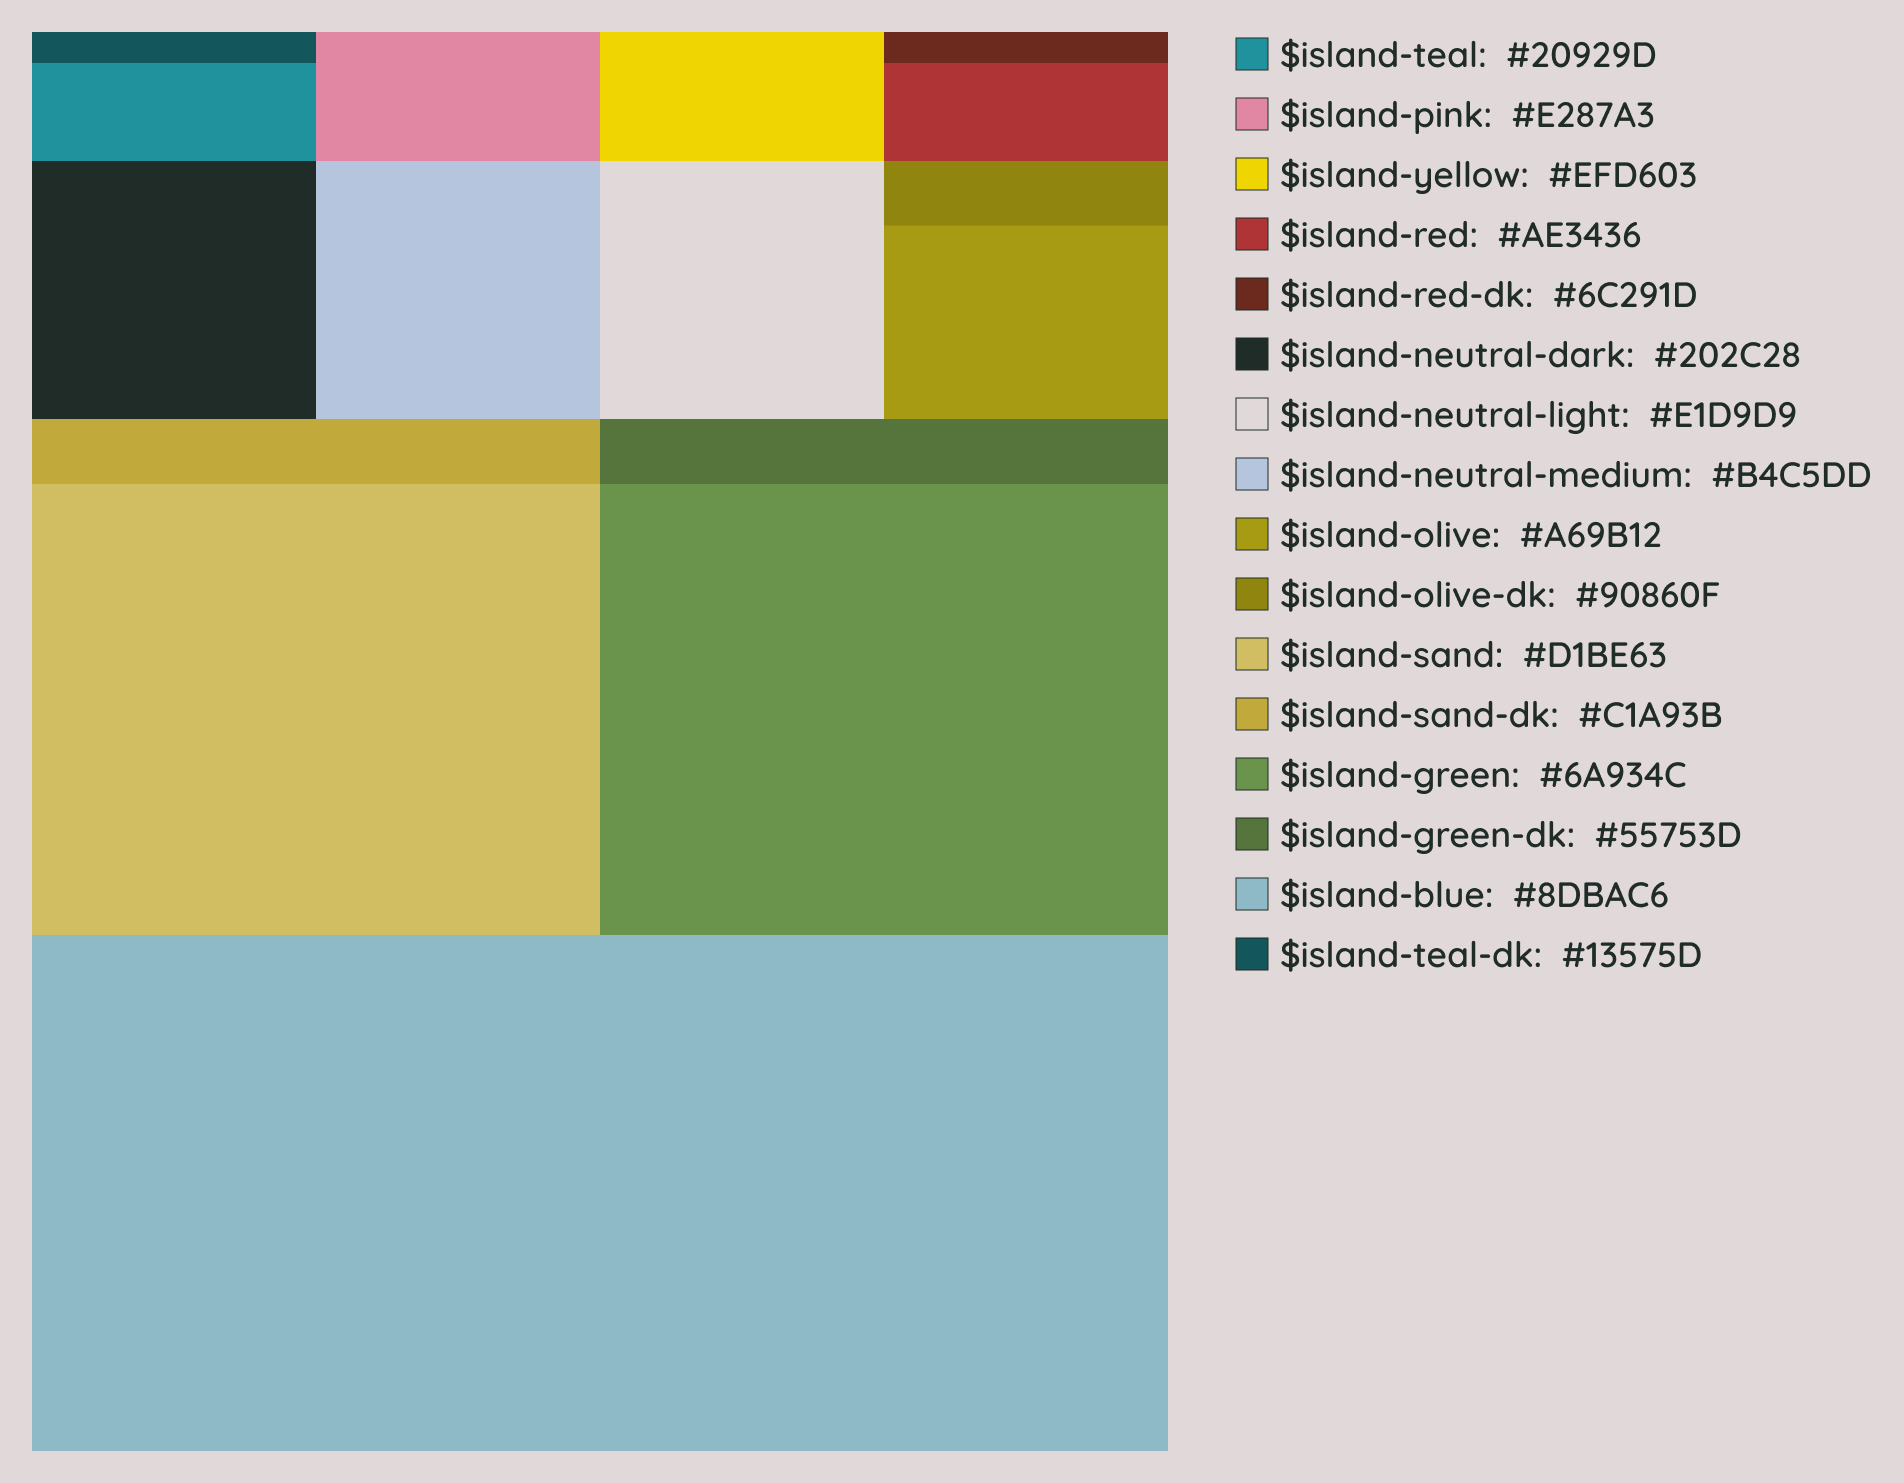 $island-teal: #20929D
$island-pink: #E287A3
$island-yellow: #EFD603
$island-red: #AE3436
$island-red-dk: #6C291D
$island-neutral-dark: #202C28
$island-neutral-light: #E1D9D9
$island-neutral-medium: #B4C5DD
$island-olive: #A69B12
$island-olive-dk: #90860F
$island-sand: #D1BE63
$island-sand-dk: #C1A93B
$island-green: #6A934C
$island-green-dk: #55753D
$island-blue: #8DBAC6
$island-teal-dk: #13575D